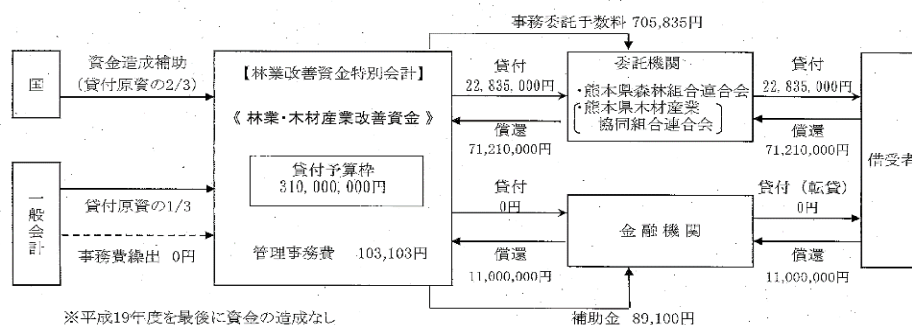 事務委託手数料 705,835円
国
資金造成補助
(貸付原資の2/3)
【林業改善資金特別会計】
《 林業・木材産業改善資金 》
貸付予算枠
310,000,000円
管理事務費 103,103円
貸付
22,835,000円
償還
71,210,000円
委託機関
・熊本県森林組合連合会
・熊本県木材産業
協同組合連合会
貸付
22,835,000円
償還
71,210,000円
借受者
一般会計
貸付原資の1/3
事務費繰出 0円
貸付
0円
償還
11,000,000円
金融機関
貸付(転貸)
0円
償還
11,000,000円
※平成19年度を最後に資金の造成なし
補助金 89,100円